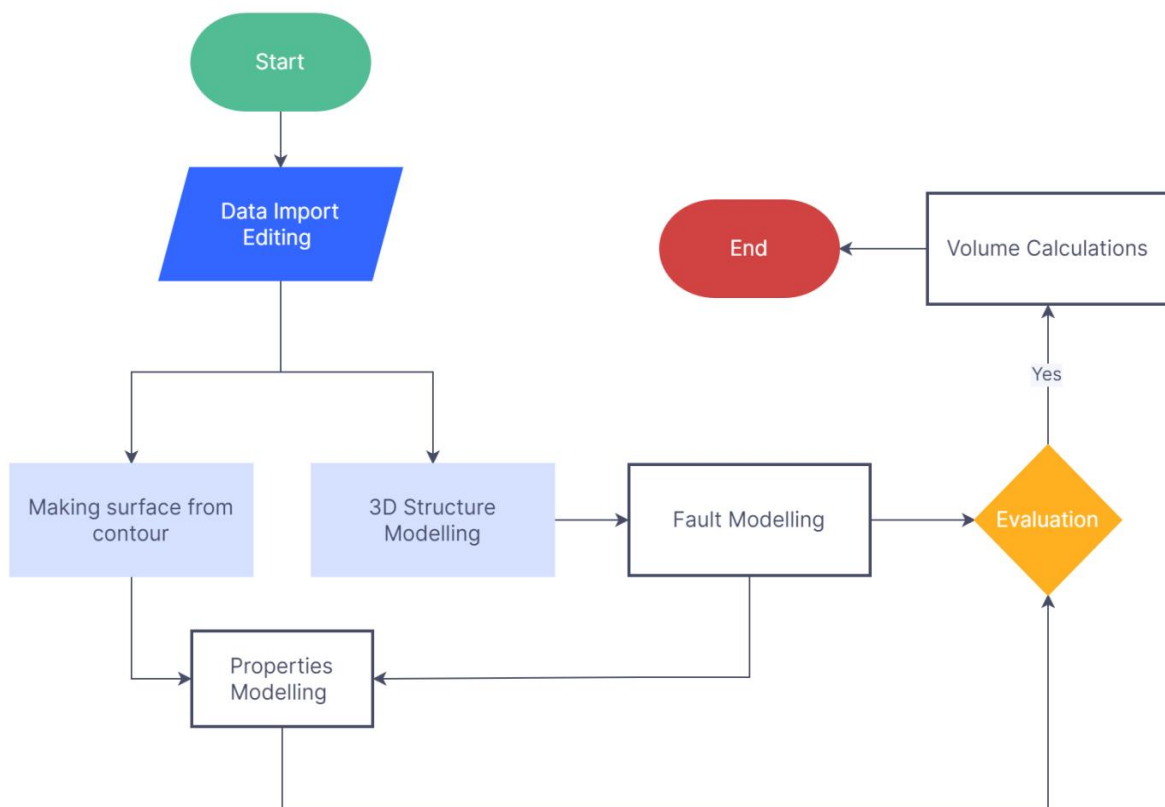 Start
Data Import
Editing
End
Volume Calculations
Yes
Making surface from
contour
3D Structure
Modelling
Fault Modelling
Evaluation
Properties
Modelling